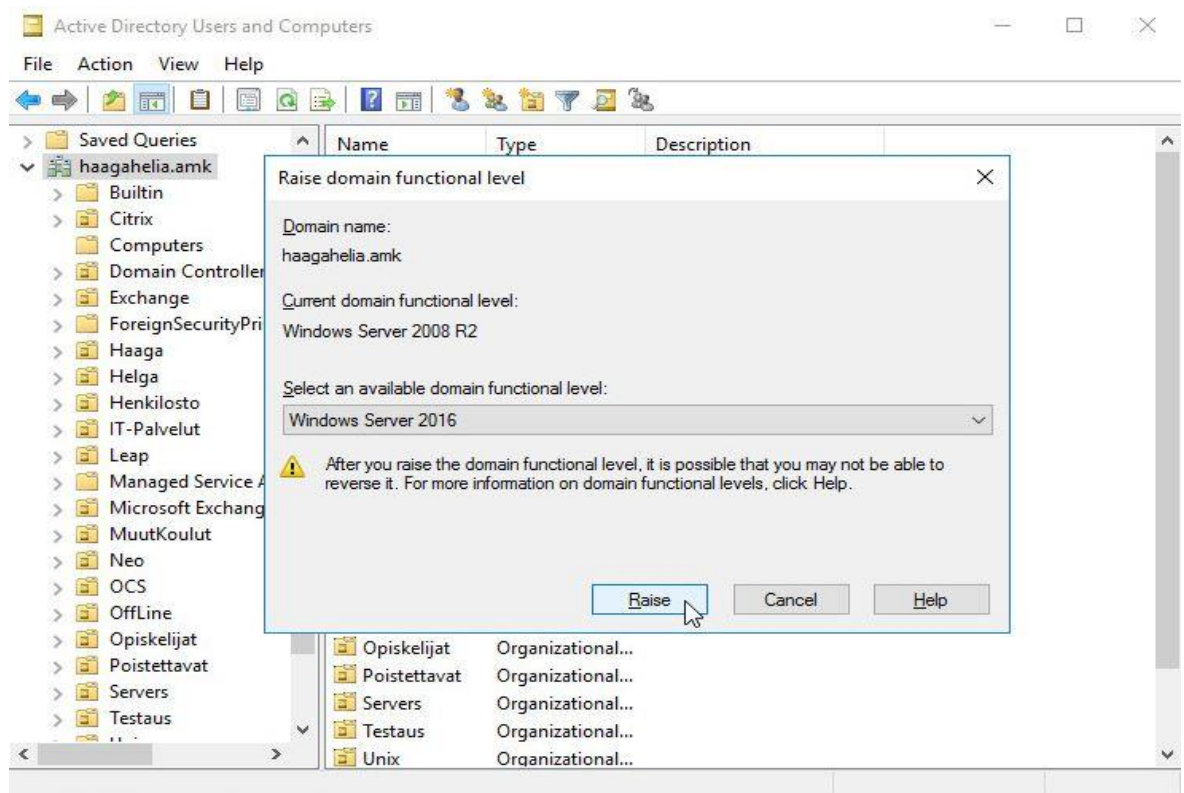 Active Directory Users and Computers
File Action View Help
Saved Queries
haagahelia.amk
Builtin
Citrix
Computers
Domain Controller
Exchange
ForeignSecurityPri
Haaga
Helga
Henkilosto
IT-Palvelut
Leap
Managed Service A
Microsoft Exchang
MuutKoulut
Neo
OCS
OffLine
Opiskelijat
Poistettavat
Servers
Testaus
Name Type Description
Raise domain functional level
Domain name:
haagahelia.amk
Current domain functional level:
Windows Server 2008 R2
Select an available domain functional level:
Windows Server 2016
After you raise the domain functional level, it is possible that you may not be able to
reverse it. For more information on domain functional levels, click Help.
Raise Cancel Help
Opiskelijat Organizational...
Poistettavat Organizational...
Servers Organizational...
Testaus Organizational...
Unix Organizational...